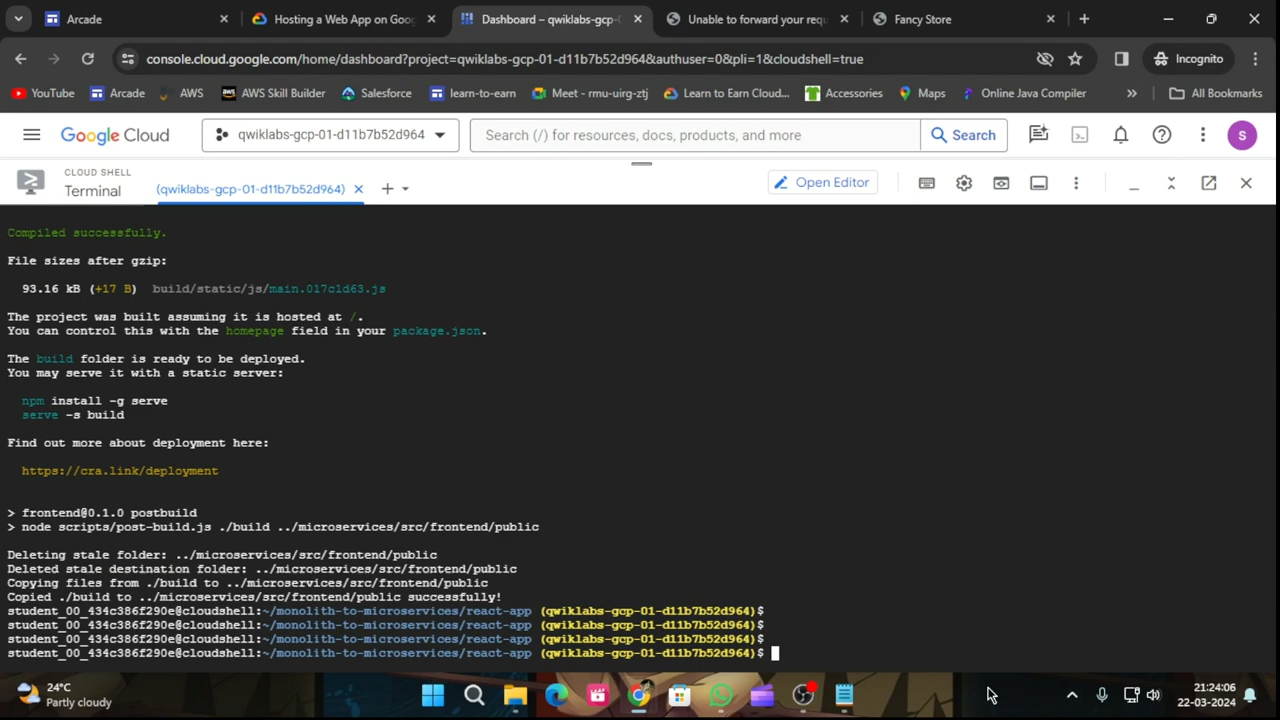 Arcade
Hosting a Web App on Goog
Dashboard – qwiklabs-gcp-
Unable to forward your requ
Fancy Store
console.cloud.google.com/home/dashboard?project=qwiklabs-gcp-01-d11b7b52d964&authuser=0&pli=1&cloudshell=true
Incognito
YouTube
Arcade
AWS
AWS Skill Builder
Salesforce
learn-to-earn
Meet - rmu-uirg-ztj
Learn to Earn Cloud...
Accessories
Maps
Online Java Compiler
»
All Bookmarks
Google Cloud
qwiklabs-gcp-01-d11b7b52d964
Search (/) for resources, docs, products, and more
Search
S
CLOUD SHELL
Terminal
(qwiklabs-gcp-01-d11b7b52d964)
Open Editor
Compiled successfully.
File sizes after gzip:
93.16 kB (+17 B)  build/static/js/main.017c1d63.js
The project was built assuming it is hosted at /.
You can control this with the homepage field in your package.json.
The build folder is ready to be deployed.
You may serve it with a static server:
npm install -g serve
serve -s build
Find out more about deployment here:
https://cra.link/deployment
> frontend@0.1.0 postbuild
> node scripts/post-build.js ./build ../microservices/src/frontend/public
Deleting stale folder: ../microservices/src/frontend/public
Deleted stale destination folder: ../microservices/src/frontend/public
Copying files from ./build to ../microservices/src/frontend/public
Copied ./build to ../microservices/src/frontend/public successfully!
student_00_434c386f290e@cloudshell:~/monolith-to-microservices/react-app (qwiklabs-gcp-01-d11b7b52d964)$
student_00_434c386f290e@cloudshell:~/monolith-to-microservices/react-app (qwiklabs-gcp-01-d11b7b52d964)$
student_00_434c386f290e@cloudshell:~/monolith-to-microservices/react-app (qwiklabs-gcp-01-d11b7b52d964)$
student_00_434c386f290e@cloudshell:~/monolith-to-microservices/react-app (qwiklabs-gcp-01-d11b7b52d964)$
24°C
Partly cloudy
21:24:06
22-03-2024